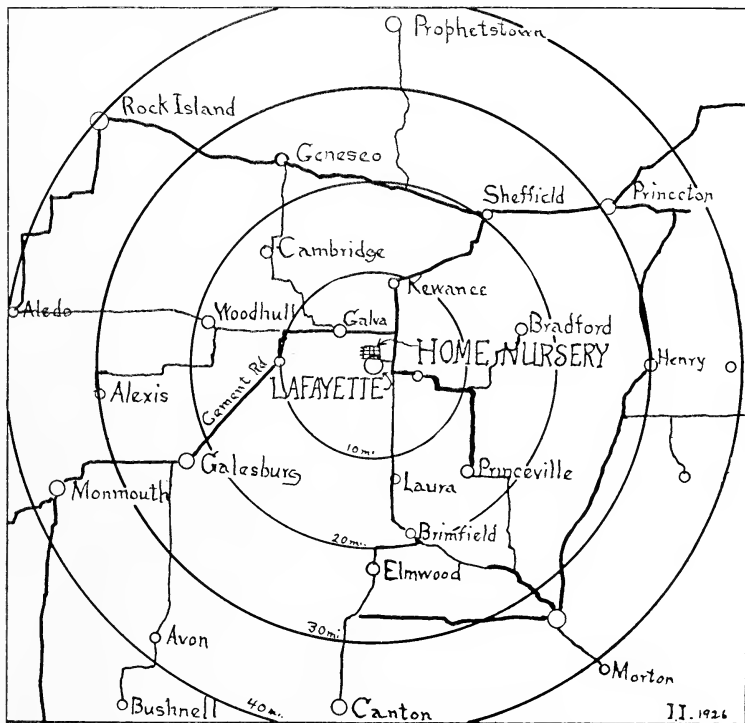 Prophetstown
Rock Island
Geneseo
Sheffield
Princeton
Cambridge
Kewanee
Aledo
Woodhull
Galva
Bradford
HOME NURSERY
Henry
LAFAYETTE
Alexis
Cement Rd
10 mi.
Galesburg
Princeville
Monmouth
Laura
Brimfield
20 mi.
Elmwood
30 mi
Avon
Morton
Bushnell
40 mi.
Canton
I.I. 1926